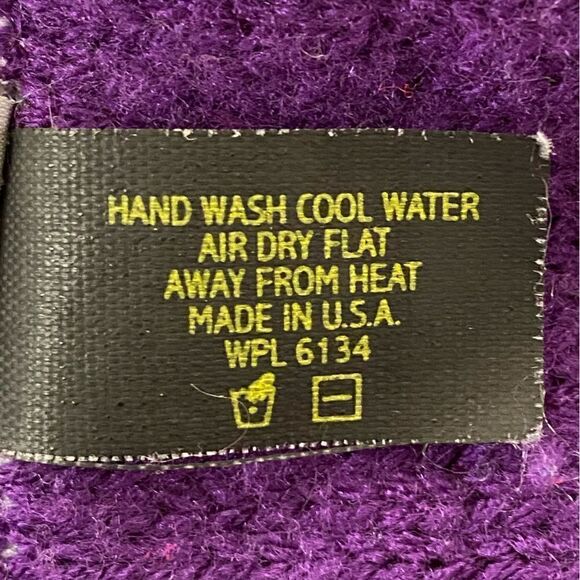 HAND WASH COOL WATER
AIR DRY FLAT
AWAY FROM HEAT
MADE IN U.S.A.
WPL 6134